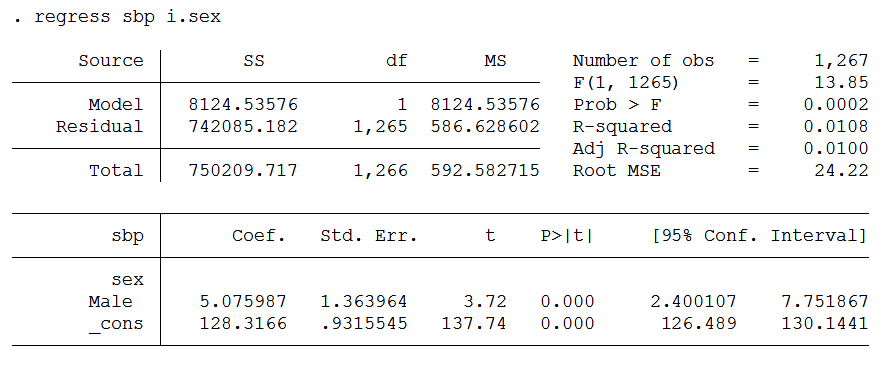 . regress sbp i.sex
Source SS df MS Number of obs = 1,267
F(1, 1265) = 13.85
Model 8124.53576 1 8124.53576 Prob > F = 0.0002
Residual 742085.182 1,265 586.628602 R-squared = 0.0108
Adj R-squared = 0.0100
Total 750209.717 1,266 592.582715 Root MSE = 24.22
sbp Coef. Std. Err. t P>|t| [95% Conf. Interval]
sex
Male 5.075987 1.363964 3.72 0.000 2.400107 7.751867
_cons 128.3166 .9315545 137.74 0.000 126.489 130.1441